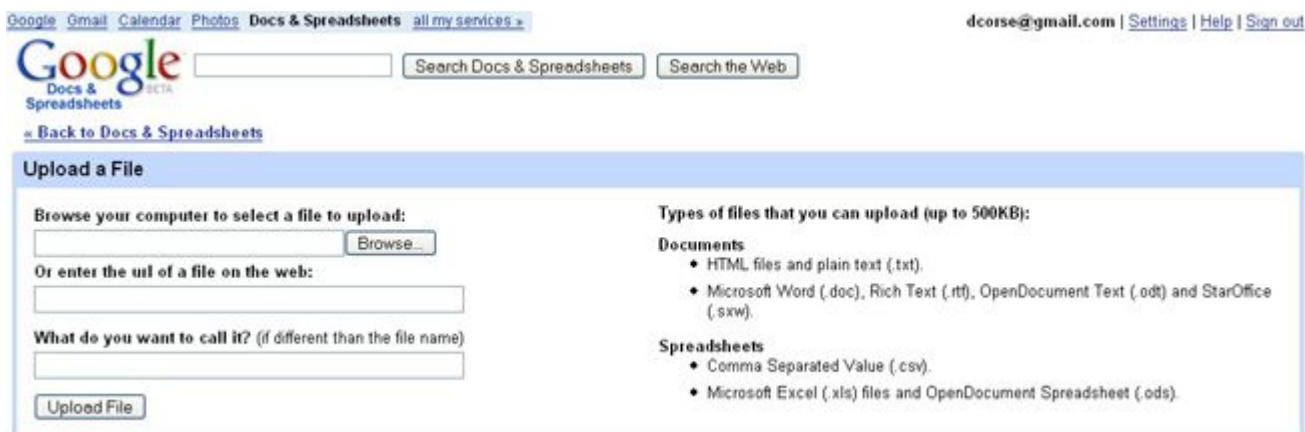 Google Gmail Calendar Photos Docs & Spreadsheets all my services »
dcorse@gmail.com | Settings | Help | Sign out
Google
Docs & BETA
Spreadsheets
Search Docs & Spreadsheets
Search the Web
« Back to Docs & Spreadsheets
Upload a File
Browse your computer to select a file to upload:
Browse...
Or enter the url of a file on the web:
What do you want to call it? (if different than the file name)
Upload File
Types of files that you can upload (up to 500KB):
Documents
• HTML files and plain text (.txt).
• Microsoft Word (.doc), Rich Text (.rtf), OpenDocument Text (.odt) and StarOffice
(.sxw).
Spreadsheets
• Comma Separated Value (.csv).
• Microsoft Excel (.xls) files and OpenDocument Spreadsheet (.ods).